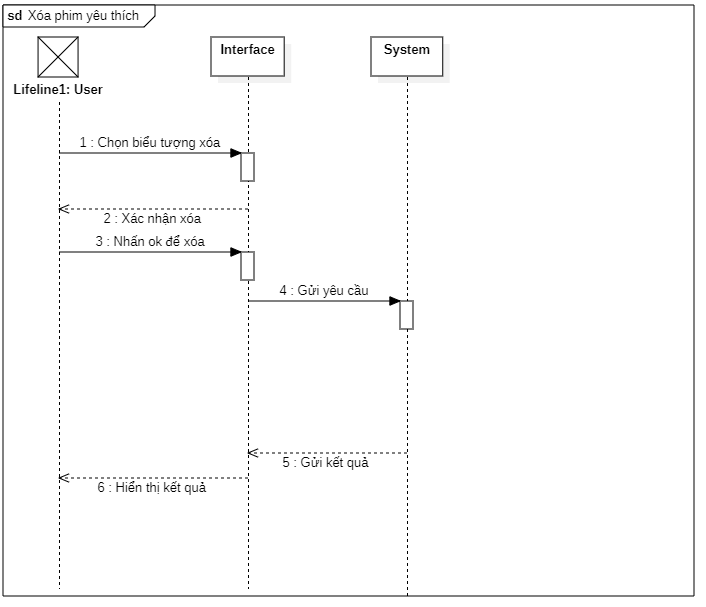 sd Xóa phim yêu thích
Interface
System
Lifeline1: User
1 : Chọn biểu tượng xóa
2 : Xác nhận xóa
3 : Nhấn ok để xóa
4 : Gửi yêu cầu
5 : Gửi kết quả
6 : Hiển thị kết quả